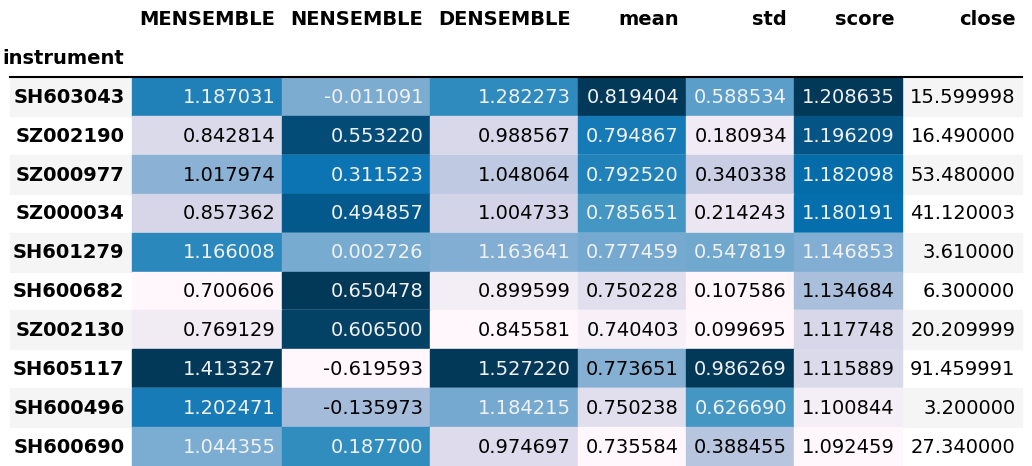 MENSEMBLE NENSEMBLE DENSEMBLE mean std score close
instrument
SH603043 1.187031 -0.011091 1.282273 0.819404 0.588534 1.208635 15.599998
SZ002190 0.842814 0.553220 0.988567 0.794867 0.180934 1.196209 16.490000
SZ000977 1.017974 0.311523 1.048064 0.792520 0.340338 1.182098 53.480000
SZ000034 0.857362 0.494857 1.004733 0.785651 0.214243 1.180191 41.120003
SH601279 1.166008 0.002726 1.163641 0.777459 0.547819 1.146853 3.610000
SH600682 0.700606 0.650478 0.899599 0.750228 0.107586 1.134684 6.300000
SZ002130 0.769129 0.606500 0.845581 0.740403 0.099695 1.117748 20.209999
SH605117 1.413327 -0.619593 1.527220 0.773651 0.986269 1.115889 91.459991
SH600496 1.202471 -0.135973 1.184215 0.750238 0.626690 1.100844 3.200000
SH600690 1.044355 0.187700 0.974697 0.735584 0.388455 1.092459 27.340000